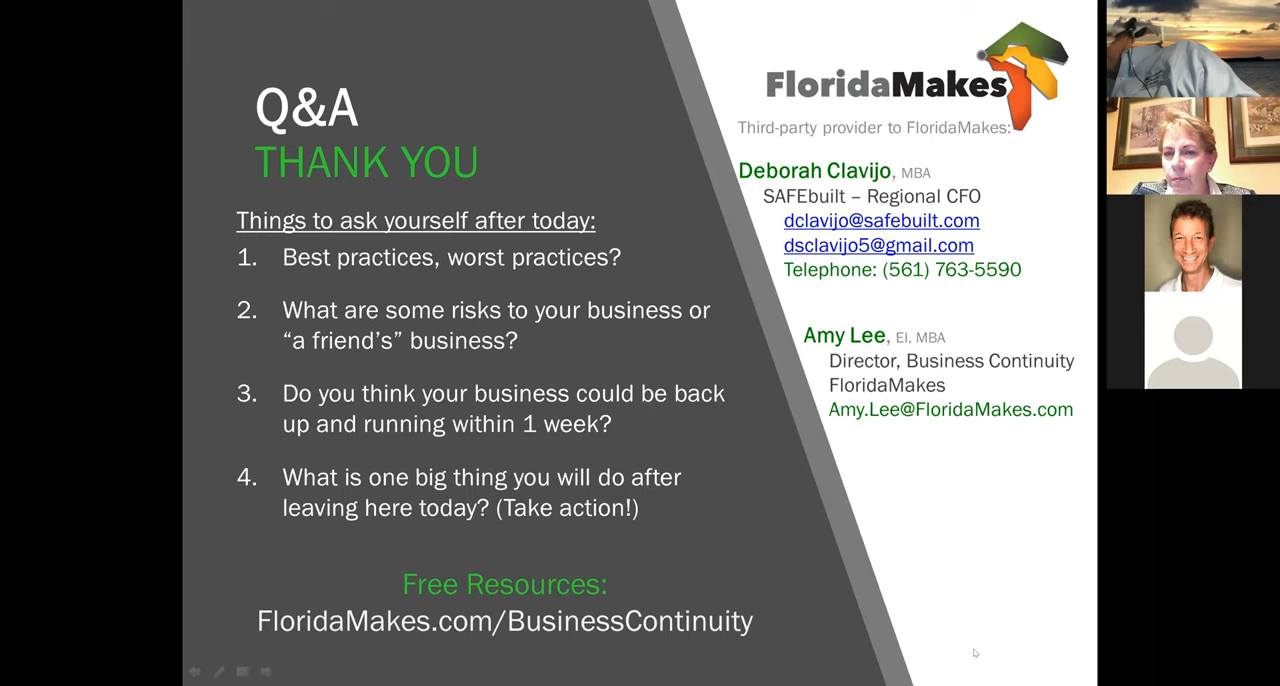 Q&A
THANK YOU
Things to ask yourself after today:
1. Best practices, worst practices?
2. What are some risks to your business or
“a friend’s” business?
3. Do you think your business could be back
up and running within 1 week?
4. What is one big thing you will do after
leaving here today? (Take action!)
Free Resources:
FloridaMakes.com/BusinessContinuity
FloridaMakes
Third-party provider to FloridaMakes:
Deborah Clavijo, MBA
SAFEbuilt – Regional CFO
dclavijo@safebuilt.com
dsclavijo5@gmail.com
Telephone: (561) 763-5590
Amy Lee, EI, MBA
Director, Business Continuity
FloridaMakes
Amy.Lee@FloridaMakes.com